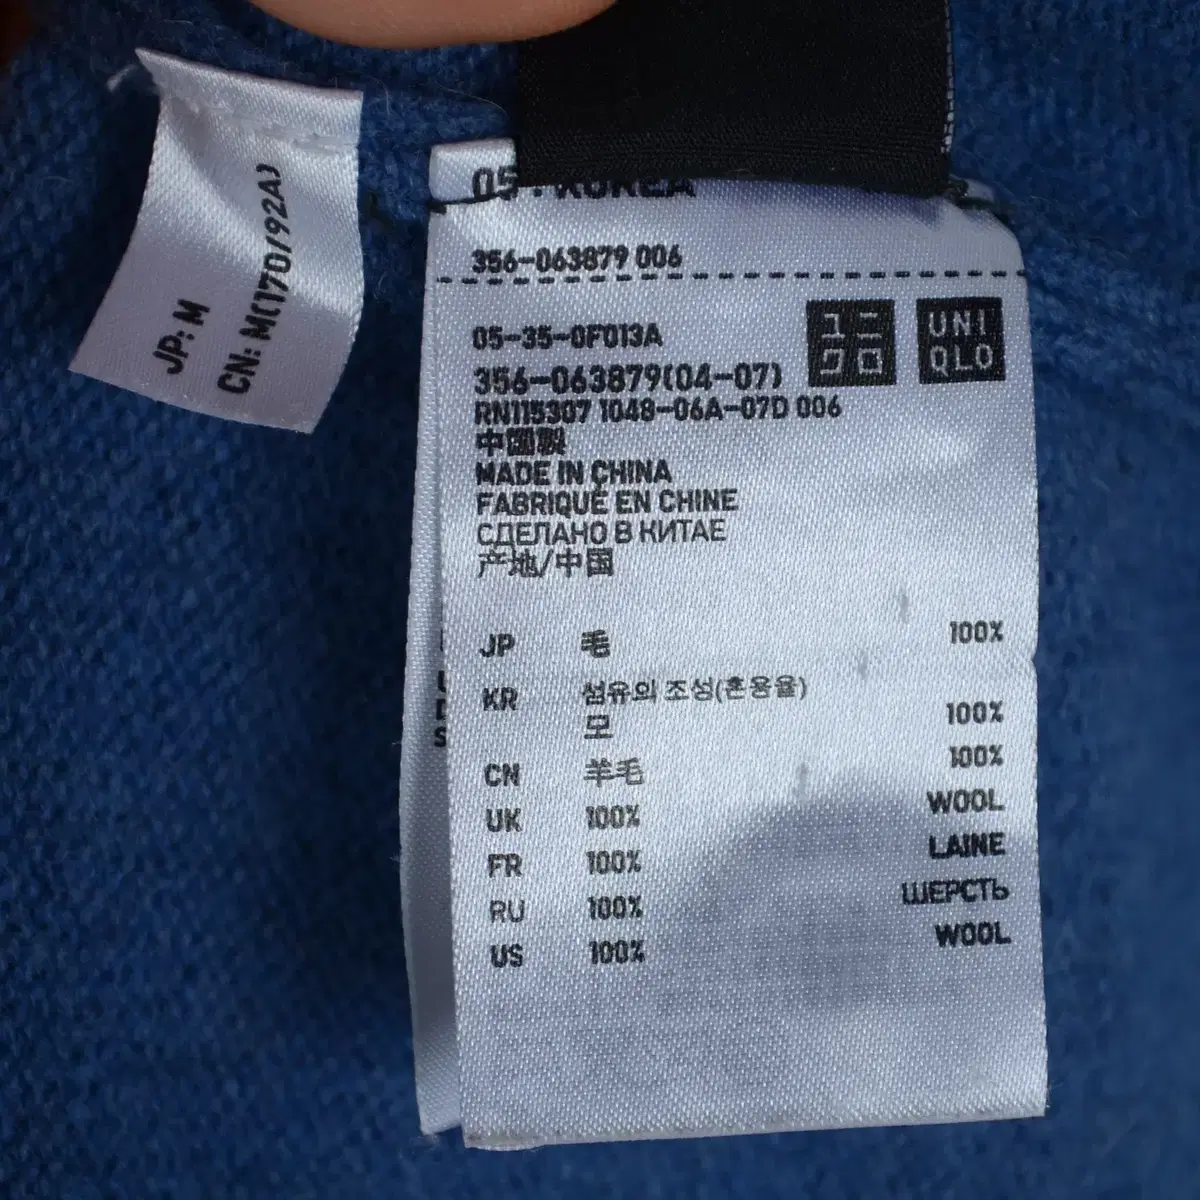 JP: M
CN: M(170/92A)
05 : KOREA
356-063879 006
05-35-0F013A
ユニ
クロ
UNI
QLO
356-063879(04-07)
RN115307 1048-06A-07D 006
中国製
MADE IN CHINA
FABRIQUÉ EN CHINE
СДЕЛАНО В КИТАЕ
产地/中国
JP 毛 100%
KR 섬유의 조성(혼용율)
모 100%
CN 羊毛 100%
UK 100% WOOL
FR 100% LAINE
RU 100% ШЕРСТЬ
US 100% WOOL